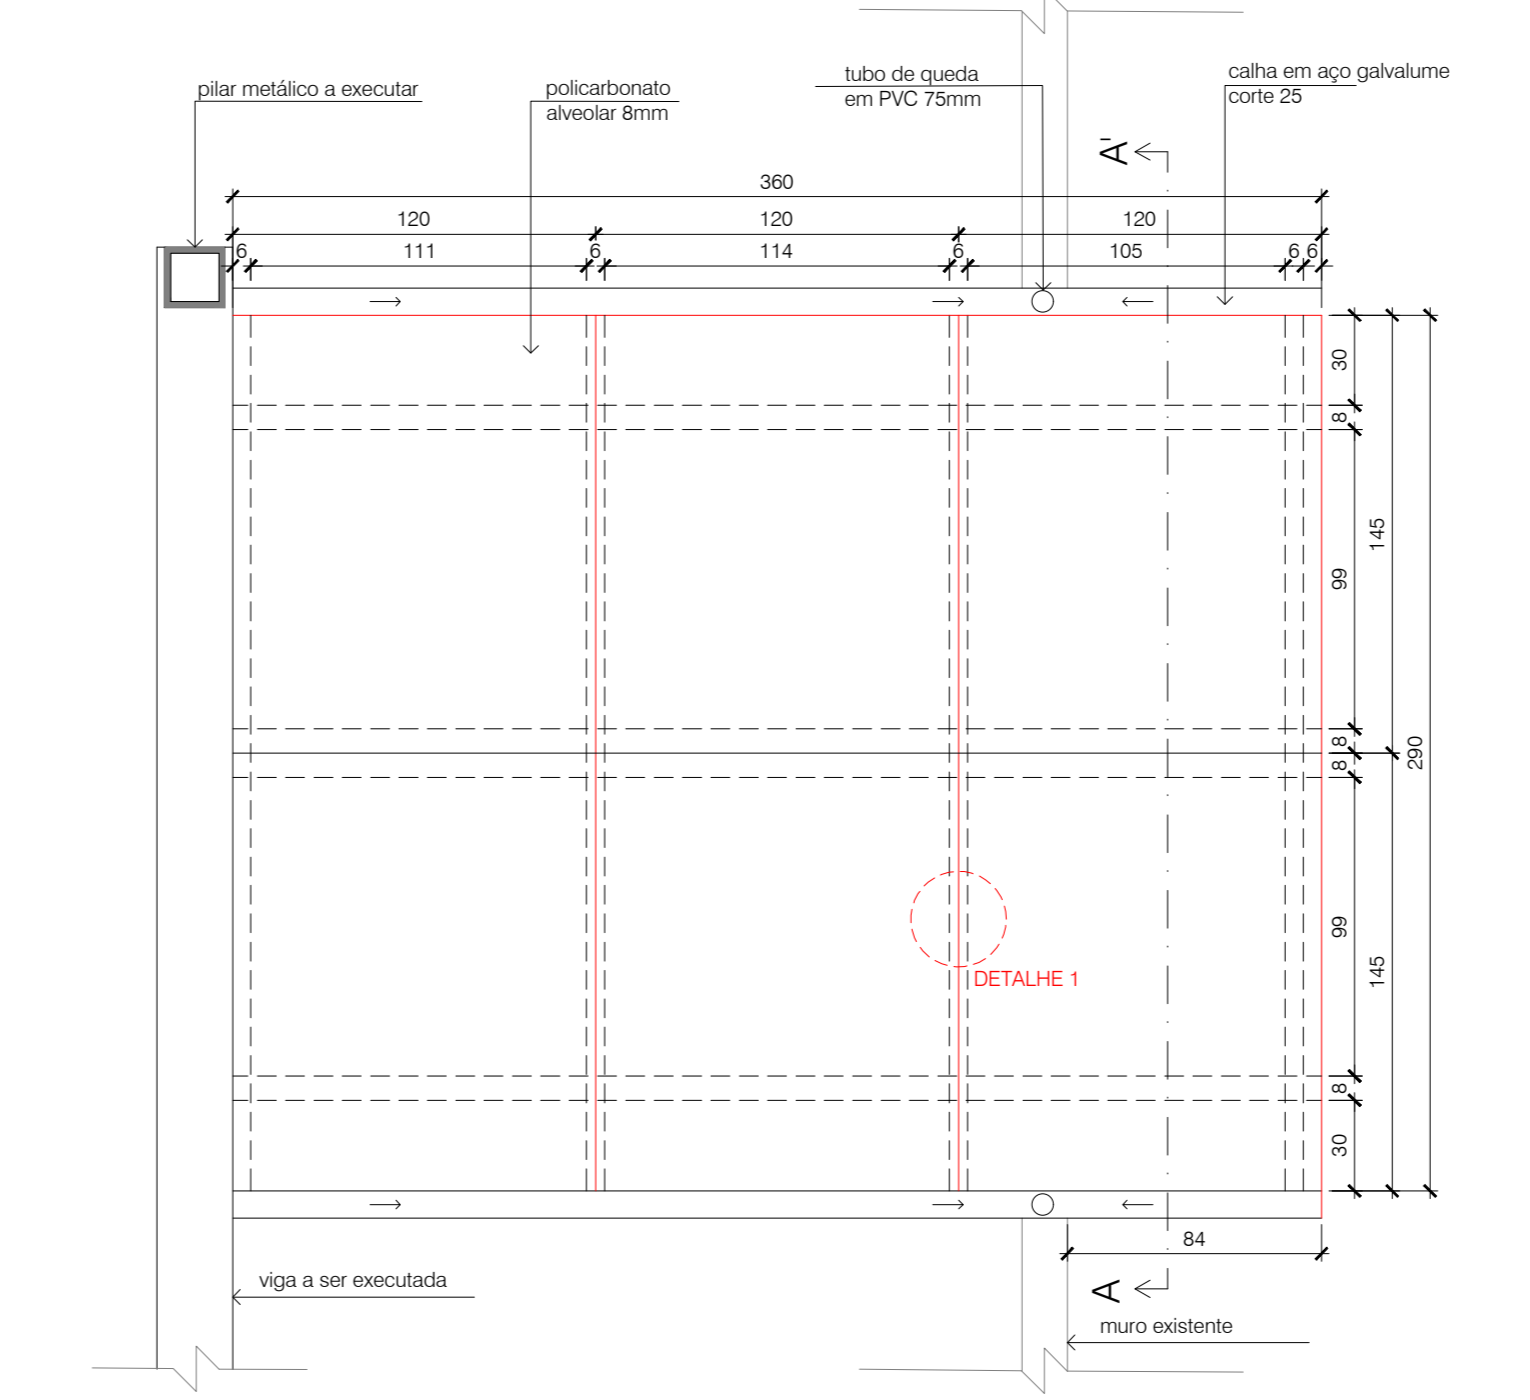 pilar metálico a executar
policarbonato
alveolar 8mm
tubo de queda
em PVC 75mm
calha em aço galvalume
corte 25
A'
360
120 120 120
6 111 6 114 6 105 6 6
30
8
99
145
8
8
290
99
145
8
30
DETALHE 1
84
viga a ser executada
A
muro existente